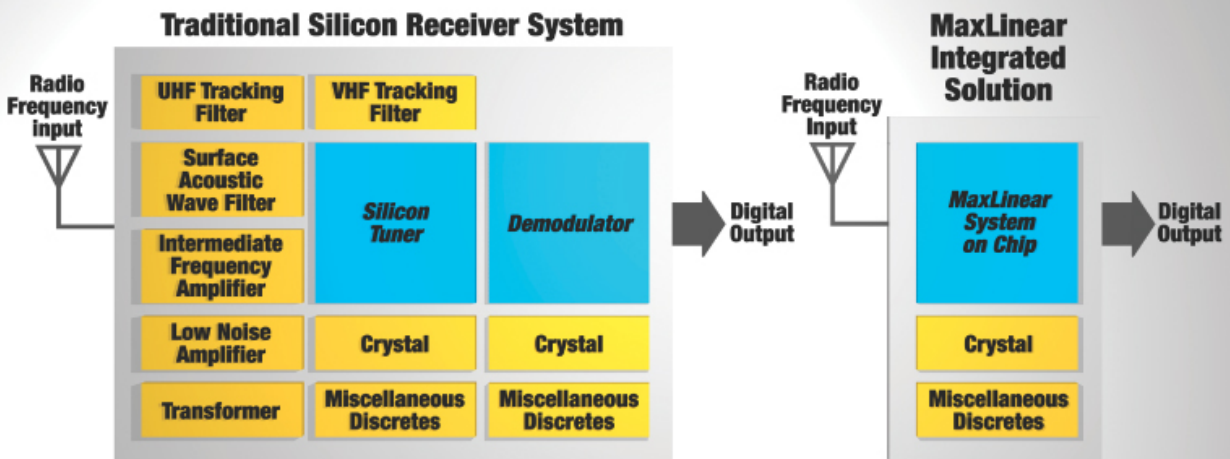 Traditional Silicon Receiver System
Radio
Frequency
input
UHF Tracking
Filter
VHF Tracking
Filter
Surface
Acoustic
Wave Filter
Silicon
Tuner
Demodulator
Intermediate
Frequency
Amplifier
Low Noise
Amplifier
Crystal
Crystal
Transformer
Miscellaneous
Discretes
Miscellaneous
Discretes
Digital
Output
MaxLinear
Integrated
Solution
Radio
Frequency
Input
MaxLinear
System
on Chip
Crystal
Miscellaneous
Discretes
Digital
Output